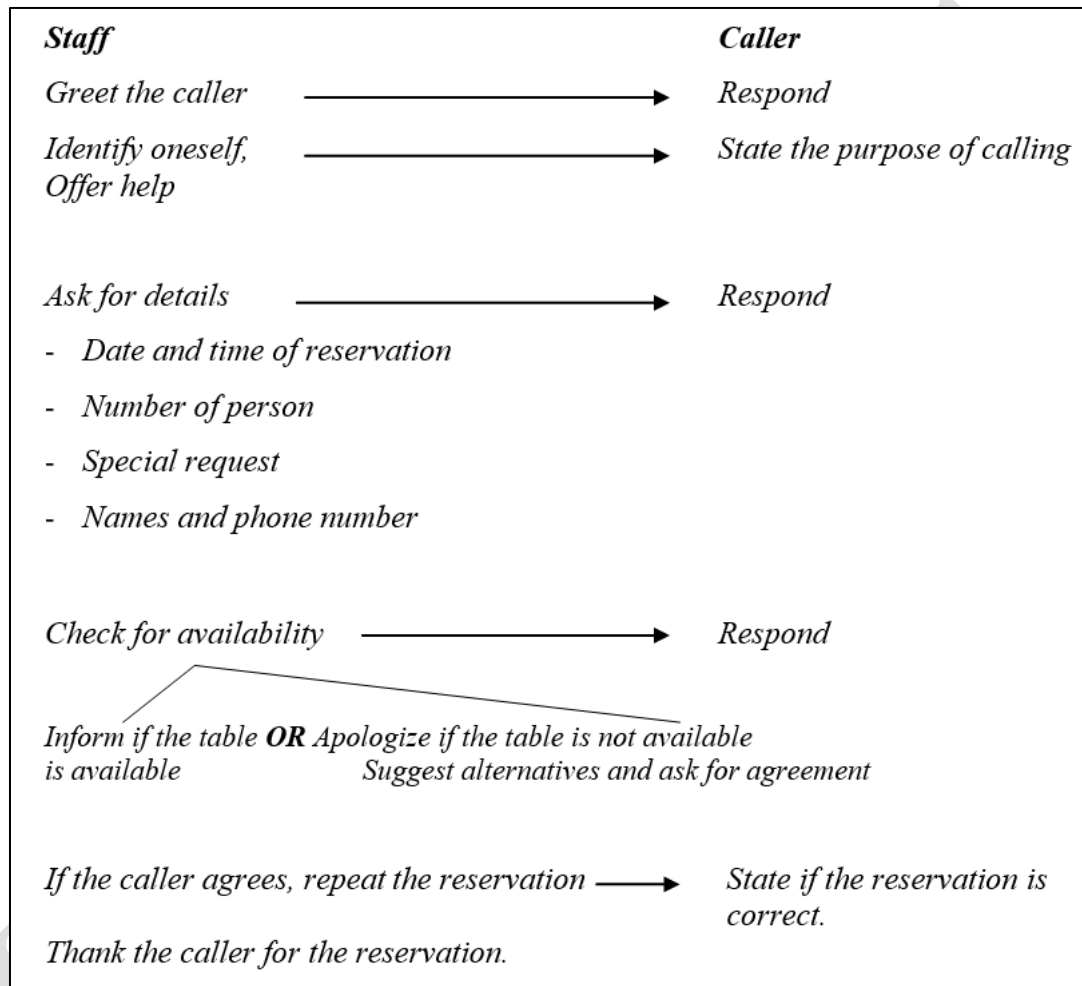 Staff Caller
Greet the caller Respond
Identify oneself, State the purpose of calling
Offer help
Ask for details Respond
- Date and time of reservation
- Number of person
- Special request
- Names and phone number
Check for availability Respond
Inform if the table OR Apologize if the table is not available
is available Suggest alternatives and ask for agreement
If the caller agrees, repeat the reservation State if the reservation is
correct.
Thank the caller for the reservation.